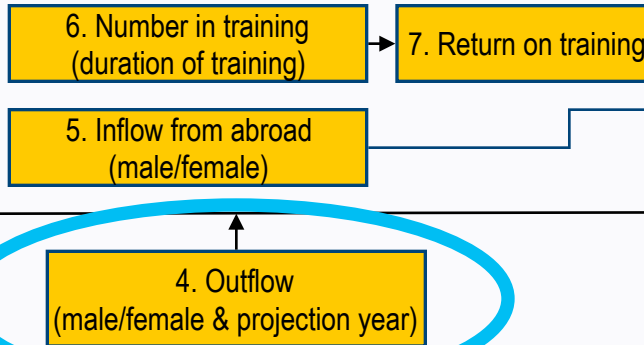 6. Number in training
(duration of training)
7. Return on training
5. Inflow from abroad
(male/female)
4. Outflow
(male/female & projection year)